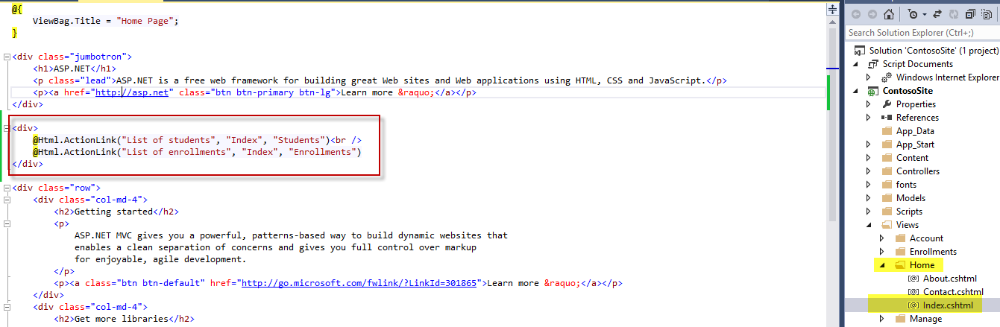 @{
ViewBag.Title = "Home Page";
}
<div class="jumbotron">
<h1>ASP.NET</h1>
<p class="lead">ASP.NET is a free web framework for building great Web sites and Web applications using HTML, CSS and JavaScript.</p>
<p><a href="http://asp.net" class="btn btn-primary btn-lg">Learn more &raquo;</a></p>
</div>
<div>
@Html.ActionLink("List of students", "Index", "Students")<br />
@Html.ActionLink("List of enrollments", "Index", "Enrollments")
</div>
<div class="row">
<div class="col-md-4">
<h2>Getting started</h2>
<p>
ASP.NET MVC gives you a powerful, patterns-based way to build dynamic websites that
enables a clean separation of concerns and gives you full control over markup
for enjoyable, agile development.
</p>
<p><a class="btn btn-default" href="http://go.microsoft.com/fwlink/?LinkId=301865">Learn more &raquo;</a></p>
</div>
<div class="col-md-4">
<h2>Get more libraries</h2>
Search Solution Explorer (Ctrl+;)
Solution 'ContosoSite' (1 project)
Script Documents
Windows Internet Explorer
ContosoSite
Properties
References
App_Data
App_Start
Content
Controllers
fonts
Models
Scripts
Views
Account
Enrollments
Home
About.cshtml
Contact.cshtml
Index.cshtml
Manage